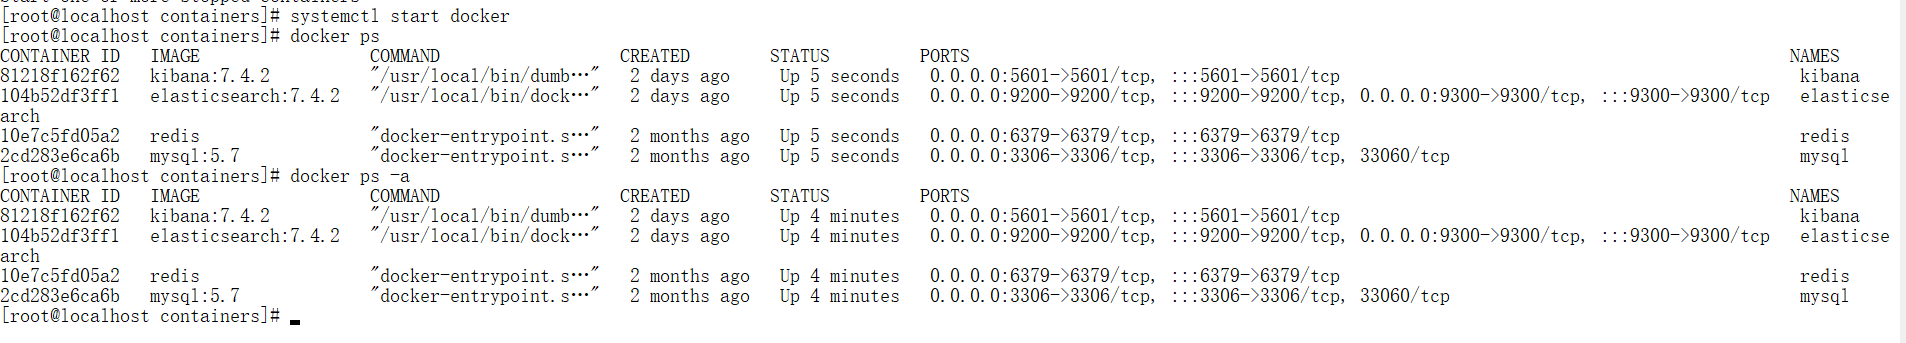 start one or more stopped containers
[root@localhost containers]# systemctl start docker
[root@localhost containers]# docker ps
CONTAINER ID   IMAGE                 COMMAND                  CREATED        STATUS         PORTS                                                                                  NAMES
81218f162f62   kibana:7.4.2          "/usr/local/bin/dumb…"   2 days ago     Up 5 seconds   0.0.0.0:5601->5601/tcp, :::5601->5601/tcp                                              kibana
104b52df3ff1   elasticsearch:7.4.2   "/usr/local/bin/dock…"   2 days ago     Up 5 seconds   0.0.0.0:9200->9200/tcp, :::9200->9200/tcp, 0.0.0.0:9300->9300/tcp, :::9300->9300/tcp   elasticse
arch
10e7c5fd05a2   redis                 "docker-entrypoint.s…"   2 months ago   Up 5 seconds   0.0.0.0:6379->6379/tcp, :::6379->6379/tcp                                              redis
2cd283e6ca6b   mysql:5.7             "docker-entrypoint.s…"   2 months ago   Up 5 seconds   0.0.0.0:3306->3306/tcp, :::3306->3306/tcp, 33060/tcp                                   mysql
[root@localhost containers]# docker ps -a
CONTAINER ID   IMAGE                 COMMAND                  CREATED        STATUS         PORTS                                                                                  NAMES
81218f162f62   kibana:7.4.2          "/usr/local/bin/dumb…"   2 days ago     Up 4 minutes   0.0.0.0:5601->5601/tcp, :::5601->5601/tcp                                              kibana
104b52df3ff1   elasticsearch:7.4.2   "/usr/local/bin/dock…"   2 days ago     Up 4 minutes   0.0.0.0:9200->9200/tcp, :::9200->9200/tcp, 0.0.0.0:9300->9300/tcp, :::9300->9300/tcp   elasticse
arch
10e7c5fd05a2   redis                 "docker-entrypoint.s…"   2 months ago   Up 4 minutes   0.0.0.0:6379->6379/tcp, :::6379->6379/tcp                                              redis
2cd283e6ca6b   mysql:5.7             "docker-entrypoint.s…"   2 months ago   Up 4 minutes   0.0.0.0:3306->3306/tcp, :::3306->3306/tcp, 33060/tcp                                   mysql
[root@localhost containers]#